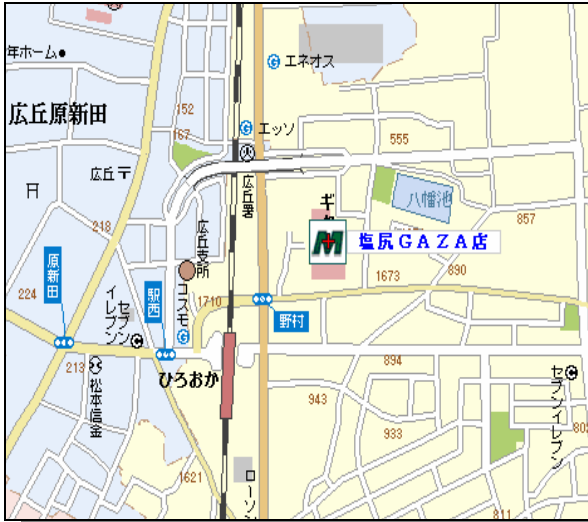 年ホーム
エネオス
広丘原新田
152
167
エッソ
555
広丘〒
火
広丘署
八幡池
ギャ
塩尻GAZA店
857
218
広丘支所
原新田
224
駅西
セブン
イレブン
コスモ
1710
1673
890
野村
213
松本信金
ひろおか
894
943
933
セブンイレブン
803
1621
ローソン
811